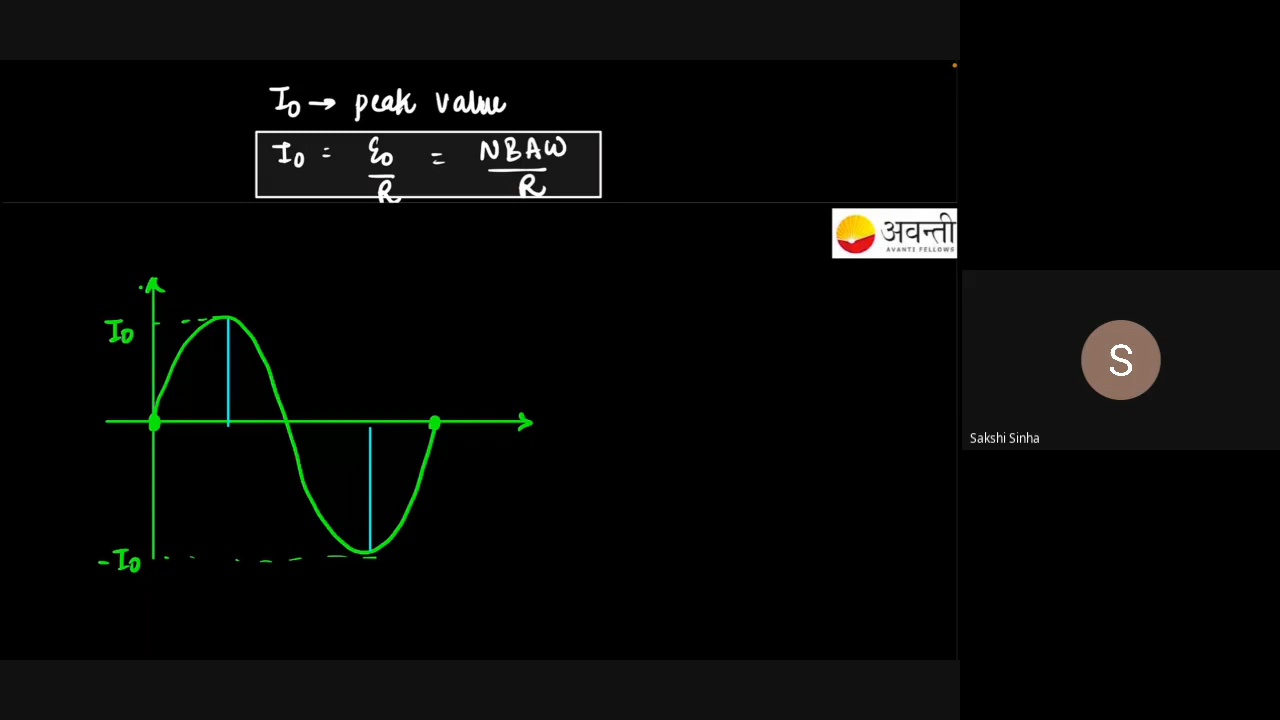 I₀ → peak value
I₀ = ε₀/R = NBAω/R
अवन्ती
AVANTI FELLOWS
I₀
-I₀
S
Sakshi Sinha